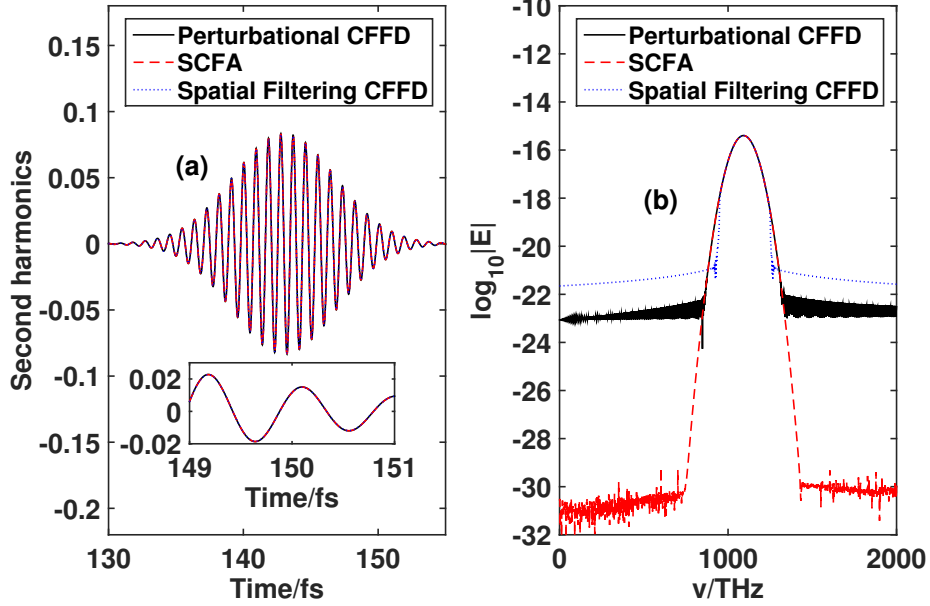 Perturbational CFFD
SCFA
Spatial Filtering CFFD
(a)
Second harmonics
0.15
0.1
0.05
0
-0.05
-0.1
-0.15
-0.2
0.02
0
-0.02
149 150 151
Time/fs
130 140 150
Time/fs
Perturbational CFFD
SCFA
Spatial Filtering CFFD
(b)
log10|E|
-10
-12
-14
-16
-18
-20
-22
-24
-26
-28
-30
-32
0 1000 2000
v/THz